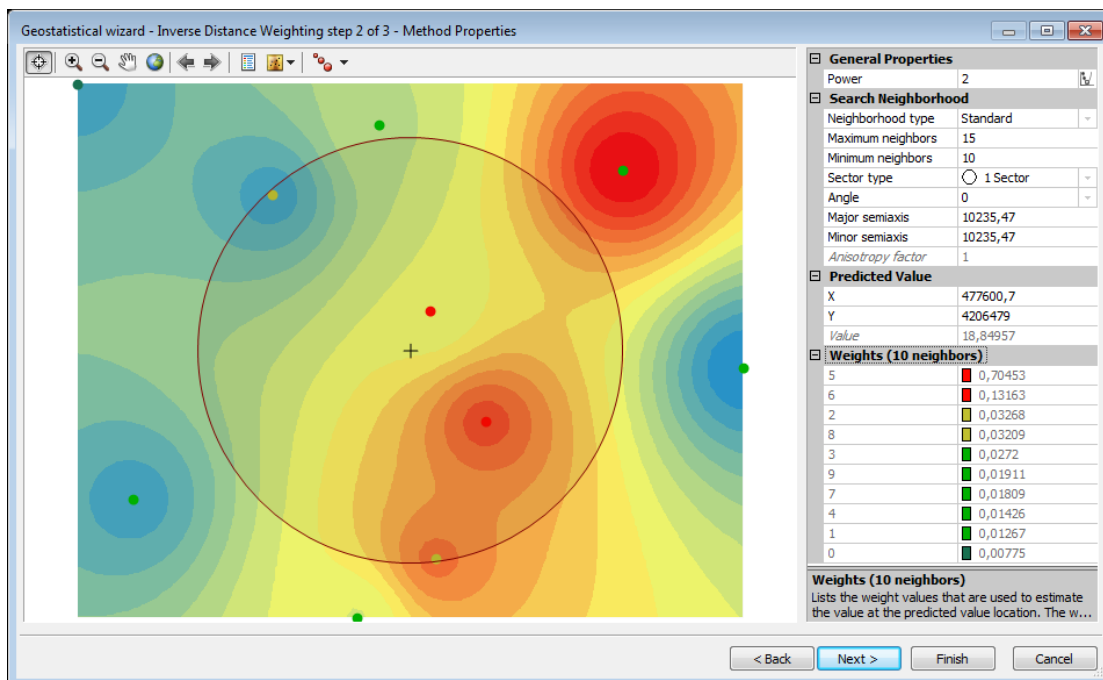 Geostatistical wizard - Inverse Distance Weighting step 2 of 3 - Method Properties
General Properties
Power 2
Search Neighborhood
Neighborhood type Standard
Maximum neighbors 15
Minimum neighbors 10
Sector type 1 Sector
Angle 0
Major semiaxis 10235,47
Minor semiaxis 10235,47
Anisotropy factor 1
Predicted Value
X 477600,7
Y 4206479
Value 18,84957
Weights (10 neighbors)
5 0,70453
6 0,13163
2 0,03268
8 0,03209
3 0,0272
9 0,01911
7 0,01809
4 0,01426
1 0,01267
0 0,00775
Weights (10 neighbors)
Lists the weight values that are used to estimate
the value at the predicted value location. The w...
< Back Next > Finish Cancel